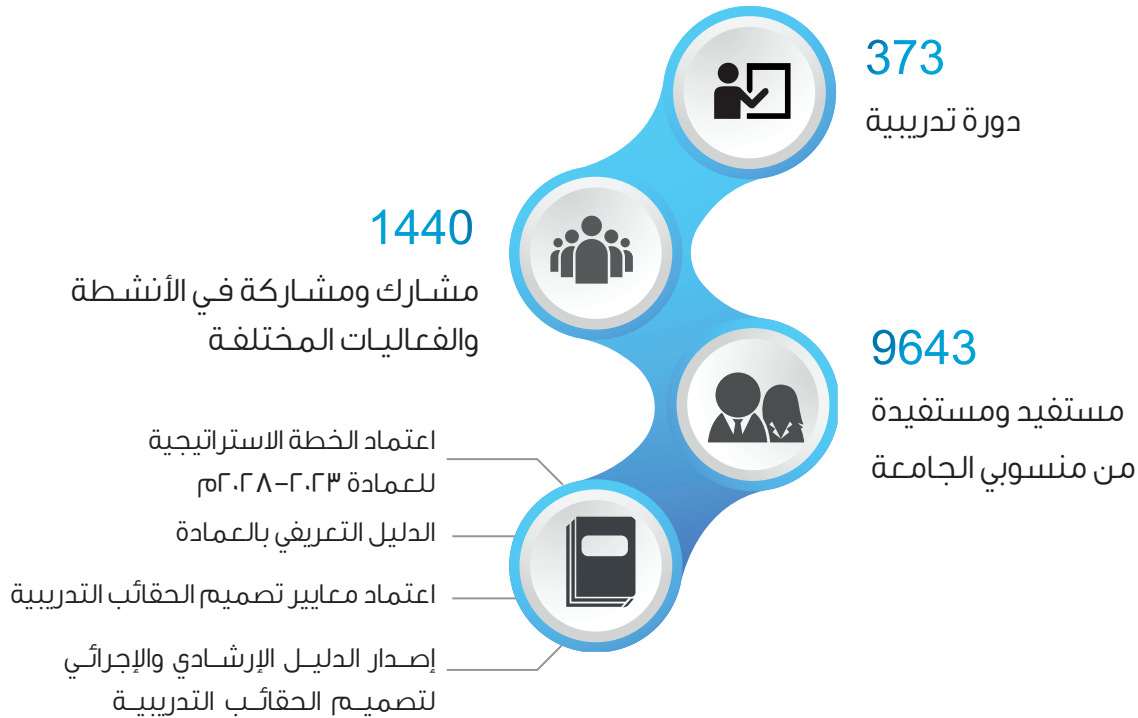 373
دورة تدريبية
1440
مشارك ومشاركة في الأنشطة
والفعاليات المختلفة
9643
مستفيد ومستفيدة
من منسوبي الجامعة
اعتماد الخطة الاستراتيجية
للعمادة ٢٠٢٣-٢٠٢٨م
الدليل التعريفي بالعمادة
اعتماد معايير تصميم الحقائب التدريبية
إصدار الدليل الإرشادي والإجرائي
لتصميم الحقائب التدريبية